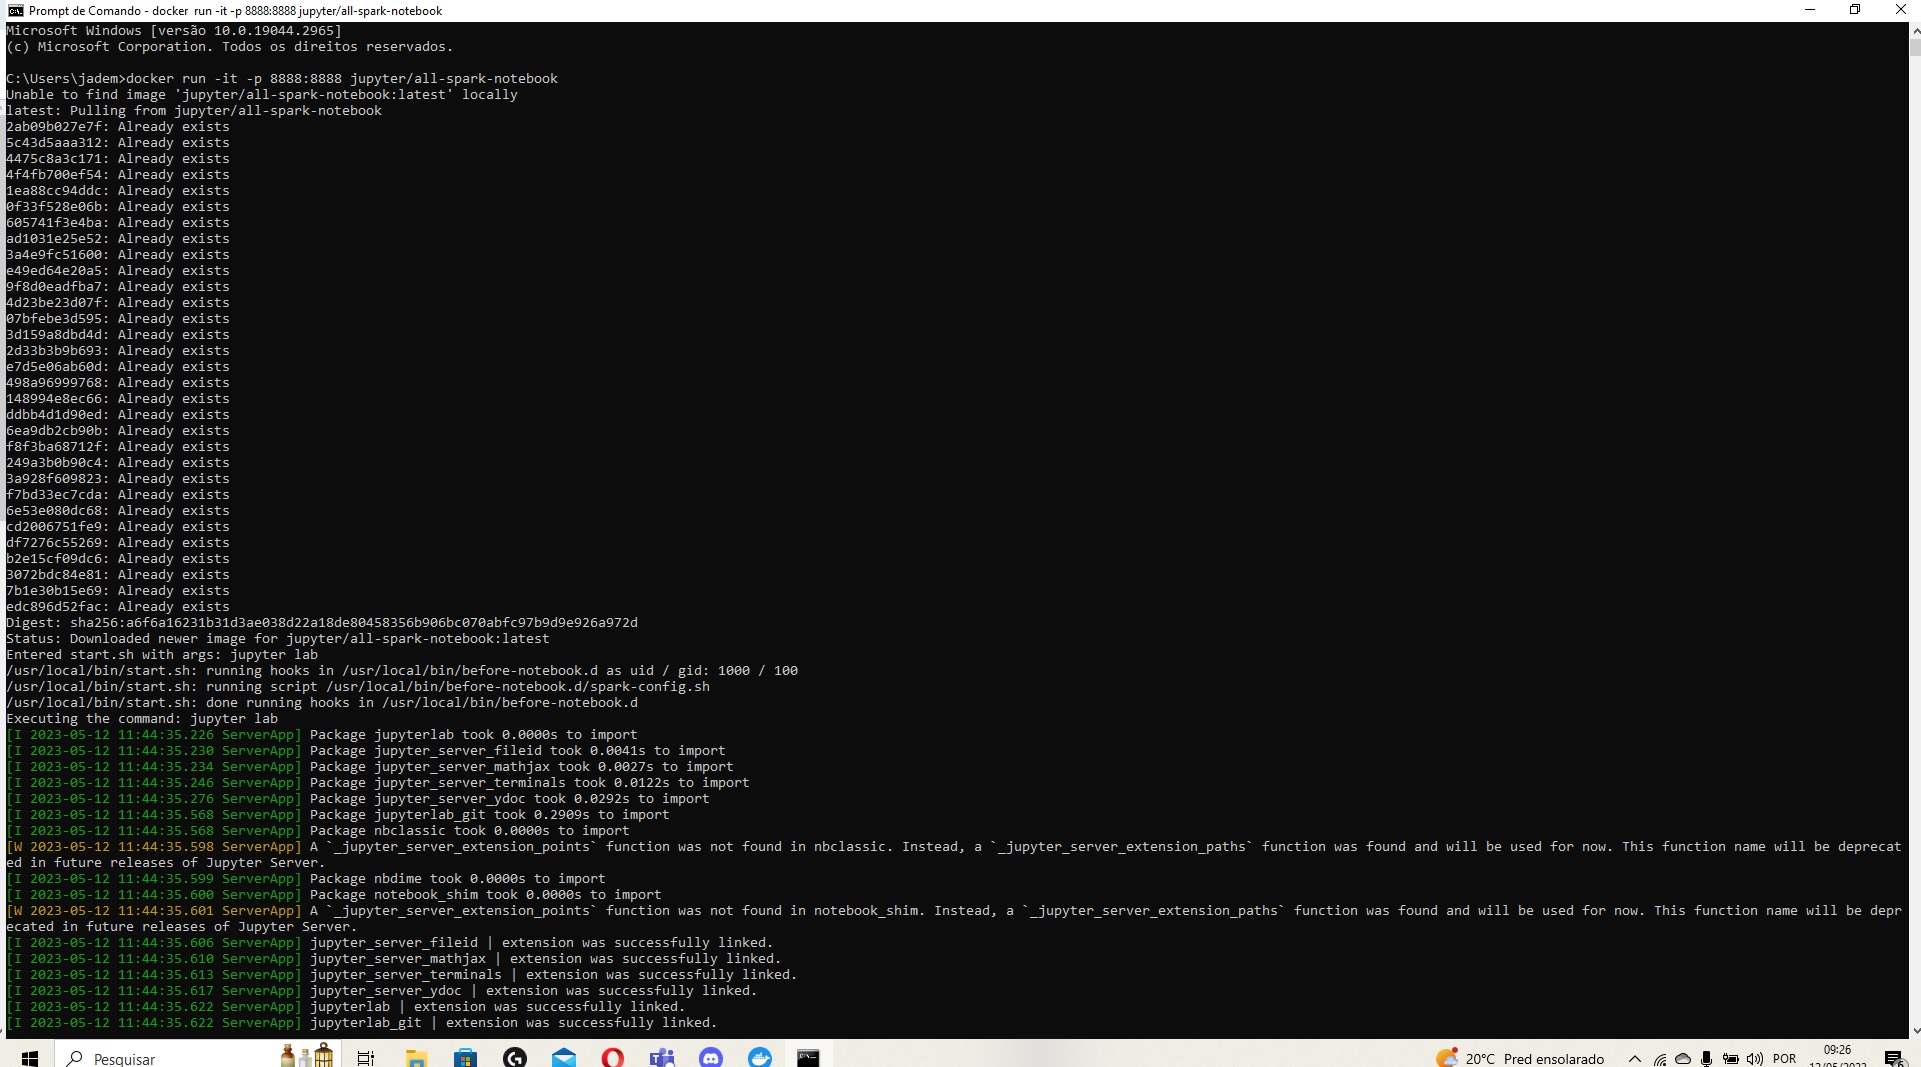 Prompt de Comando - docker run -it -p 8888:8888 jupyter/all-spark-notebook
Microsoft Windows [versão 10.0.19044.2965]
(c) Microsoft Corporation. Todos os direitos reservados.
C:\Users\jadem>docker run -it -p 8888:8888 jupyter/all-spark-notebook
Unable to find image 'jupyter/all-spark-notebook:latest' locally
latest: Pulling from jupyter/all-spark-notebook
2ab09b027e7f: Already exists
5c43d5aaa312: Already exists
4475c8a3c171: Already exists
4f4fb700ef54: Already exists
1ea88cc94ddc: Already exists
0f33f528e06b: Already exists
605741f3e4ba: Already exists
ad1031e25e52: Already exists
3a4e9fc51600: Already exists
e49ed64e20a5: Already exists
9f8d0eadfba7: Already exists
4d23be23d07f: Already exists
07bfebe3d595: Already exists
3d159a8dbd4d: Already exists
2d33b3b9b693: Already exists
e7d5e06ab60d: Already exists
498a96999768: Already exists
148994e8ec66: Already exists
ddbb4d1d90ed: Already exists
6ea9db2cb90b: Already exists
f8f3ba68712f: Already exists
249a3b0b90c4: Already exists
3a928f609823: Already exists
f7bd33ec7cda: Already exists
6e53e080dc68: Already exists
cd2006751fe9: Already exists
df7276c55269: Already exists
b2e15cf09dc6: Already exists
3072bdc84e81: Already exists
7b1e30b15e69: Already exists
edc896d52fac: Already exists
Digest: sha256:a6f6a16231b31d3ae038d22a18de80458356b906bc070abfc97b9d9e926a972d
Status: Downloaded newer image for jupyter/all-spark-notebook:latest
Entered start.sh with args: jupyter lab
/usr/local/bin/start.sh: running hooks in /usr/local/bin/before-notebook.d as uid / gid: 1000 / 100
/usr/local/bin/start.sh: running script /usr/local/bin/before-notebook.d/spark-config.sh
/usr/local/bin/start.sh: done running hooks in /usr/local/bin/before-notebook.d
Executing the command: jupyter lab
[I 2023-05-12 11:44:35.226 ServerApp] Package jupyterlab took 0.0000s to import
[I 2023-05-12 11:44:35.230 ServerApp] Package jupyter_server_fileid took 0.0041s to import
[I 2023-05-12 11:44:35.234 ServerApp] Package jupyter_server_mathjax took 0.0027s to import
[I 2023-05-12 11:44:35.246 ServerApp] Package jupyter_server_terminals took 0.0122s to import
[I 2023-05-12 11:44:35.276 ServerApp] Package jupyter_server_ydoc took 0.0292s to import
[I 2023-05-12 11:44:35.568 ServerApp] Package jupyterlab_git took 0.2909s to import
[I 2023-05-12 11:44:35.568 ServerApp] Package nbclassic took 0.0000s to import
[W 2023-05-12 11:44:35.598 ServerApp] A `_jupyter_server_extension_points` function was not found in nbclassic. Instead, a `_jupyter_server_extension_paths` function was found and will be used for now. This function name will be deprecat
ed in future releases of Jupyter Server.
[I 2023-05-12 11:44:35.599 ServerApp] Package nbdime took 0.0000s to import
[I 2023-05-12 11:44:35.600 ServerApp] Package notebook_shim took 0.0000s to import
[W 2023-05-12 11:44:35.601 ServerApp] A `_jupyter_server_extension_points` function was not found in notebook_shim. Instead, a `_jupyter_server_extension_paths` function was found and will be used for now. This function name will be depr
ecated in future releases of Jupyter Server.
[I 2023-05-12 11:44:35.606 ServerApp] jupyter_server_fileid | extension was successfully linked.
[I 2023-05-12 11:44:35.610 ServerApp] jupyter_server_mathjax | extension was successfully linked.
[I 2023-05-12 11:44:35.613 ServerApp] jupyter_server_terminals | extension was successfully linked.
[I 2023-05-12 11:44:35.617 ServerApp] jupyter_server_ydoc | extension was successfully linked.
[I 2023-05-12 11:44:35.622 ServerApp] jupyterlab | extension was successfully linked.
[I 2023-05-12 11:44:35.622 ServerApp] jupyterlab_git | extension was successfully linked.
Pesquisar
20°C Pred ensolarado
POR
09:26